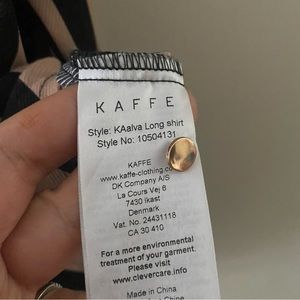 KAFFE
Style: KAalva Long shirt
Style No: 10504131
KAFFE
www.kaffe-clothing.co
DK Company A/S
La Cours Vej 6
7430 Ikast
Denmark
Vat. No. 24431118
CA 30 410
For a more environmental
treatment of your garment.
Please visit
www.clevercare.info
Made in China